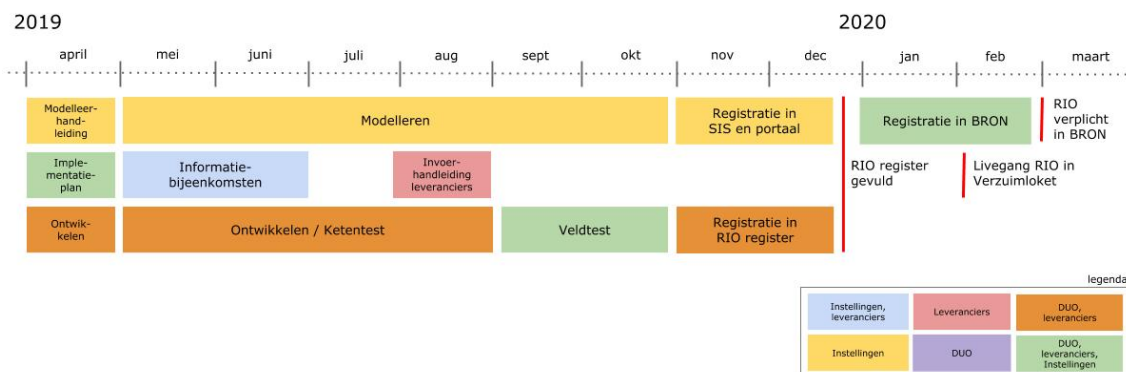 2019
2020
april
mei
juni
juli
aug
sept
okt
nov
dec
jan
feb
maart
Modelleer-
hand-
leiding
Modelleren
Registratie in
SIS en portaal
Registratie in BRON
RIO
verplicht
in BRON
Imple-
mentatie-
plan
Informatie-
bijeenkomsten
Invoer-
handleiding
leveranciers
RIO register
gevuld
Livegang RIO in
Verzuimloket
Ontwik-
kelen
Ontwikkelen / Ketentest
Veldtest
Registratie in
RIO register
legenda
Instellingen,
leveranciers
Leveranciers
DUO,
leveranciers
Instellingen
DUO
DUO,
leveranciers,
Instellingen